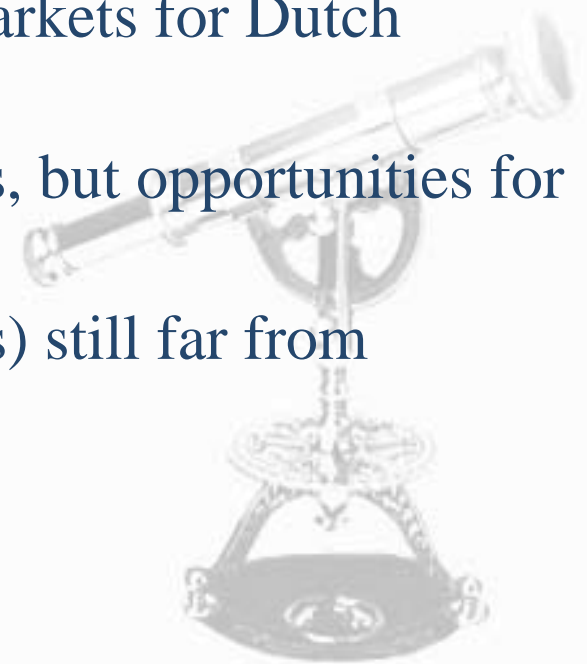 arkets for Dutch
s, but opportunities for
s) still far from